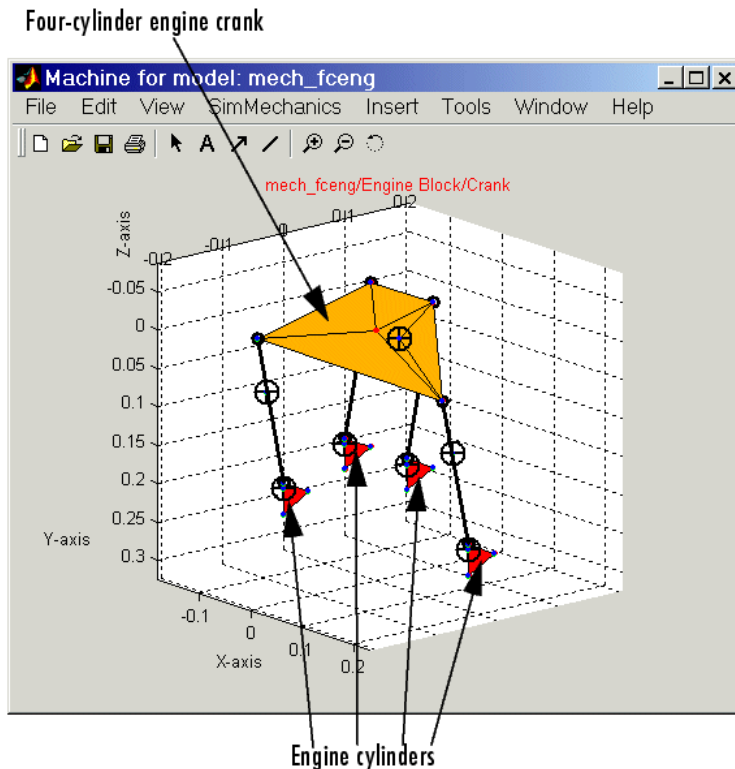 Four-cylinder engine crank
Machine for model: mech_fceng
File Edit View SimMechanics Insert Tools Window Help
A
mech_fceng/Engine Block/Crank
Z-axis
-0.2 -0.1 0 0.1 0.2
-0.05
0
0.05
0.1
0.15
0.2
0.25
0.3
Y-axis
-0.1
0
0.1
0.2
X-axis
Engine cylinders